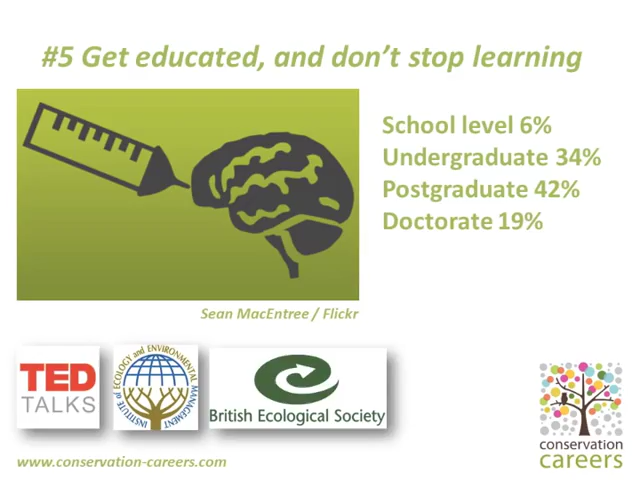 #5 Get educated, and don't stop learning
School level 6%
Undergraduate 34%
Postgraduate 42%
Doctorate 19%
Sean MacEntree / Flickr
TED
TALKS
INSTITUTE OF ECOLOGY and ENVIRONMENTAL MANAGEMENT
British Ecological Society
conservation
careers
www.conservation-careers.com